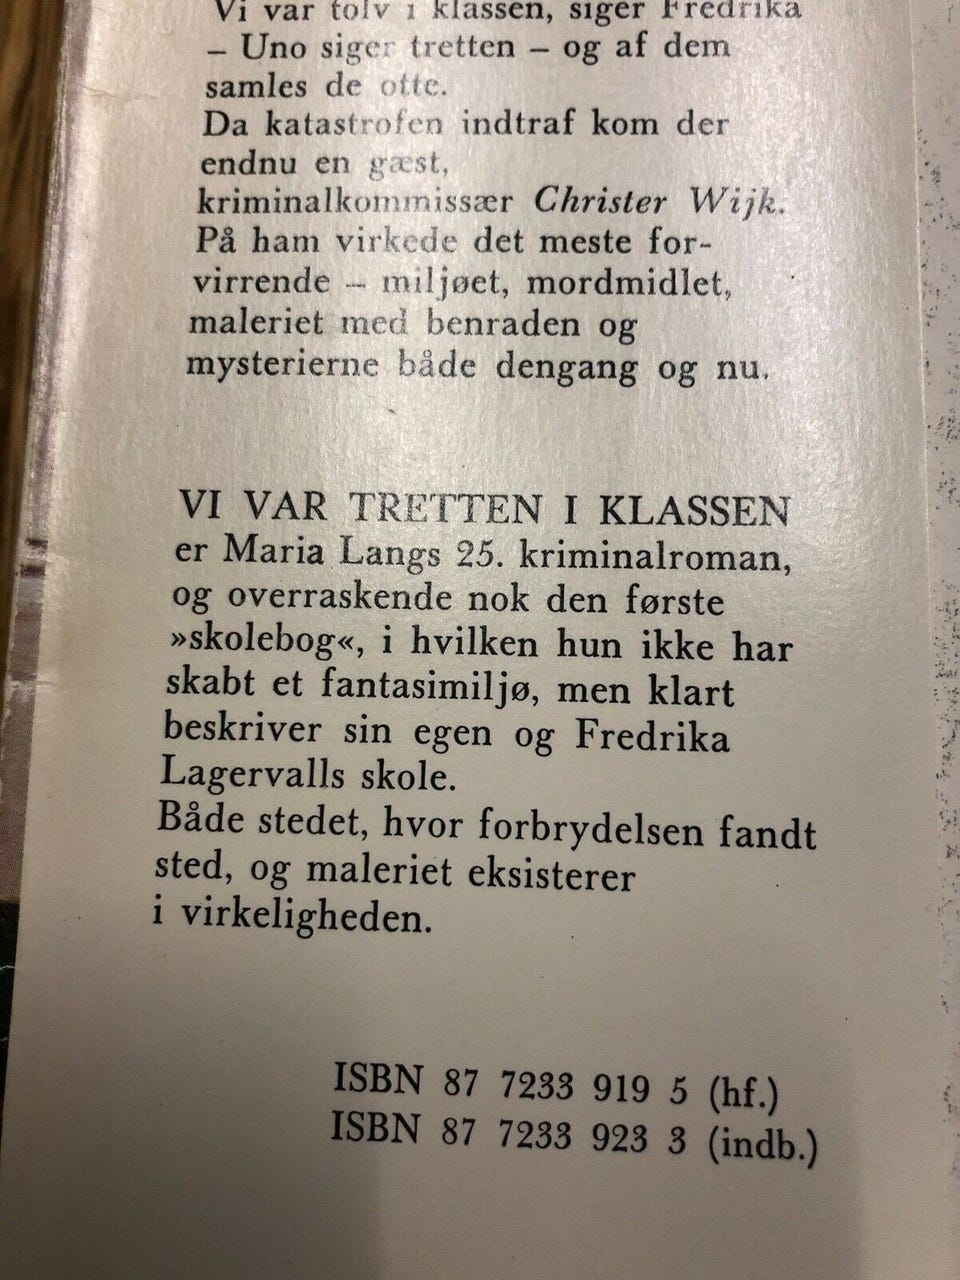 Vi var tolv i klassen, siger Fredrika
– Uno siger tretten – og af dem
samles de otte.
Da katastrofen indtraf kom der
endnu en gæst,
kriminalkommissær Christer Wijk.
På ham virkede det meste for-
virrende – miljøet, mordmidlet,
maleriet med benraden og
mysterierne både dengang og nu.
VI VAR TRETTEN I KLASSEN
er Maria Langs 25. kriminalroman,
og overraskende nok den første
»skolebog«, i hvilken hun ikke har
skabt et fantasimiljø, men klart
beskriver sin egen og Fredrika
Lagervalls skole.
Både stedet, hvor forbrydelsen fandt
sted, og maleriet eksisterer
i virkeligheden.
ISBN 87 7233 919 5 (hf.)
ISBN 87 7233 923 3 (indb.)